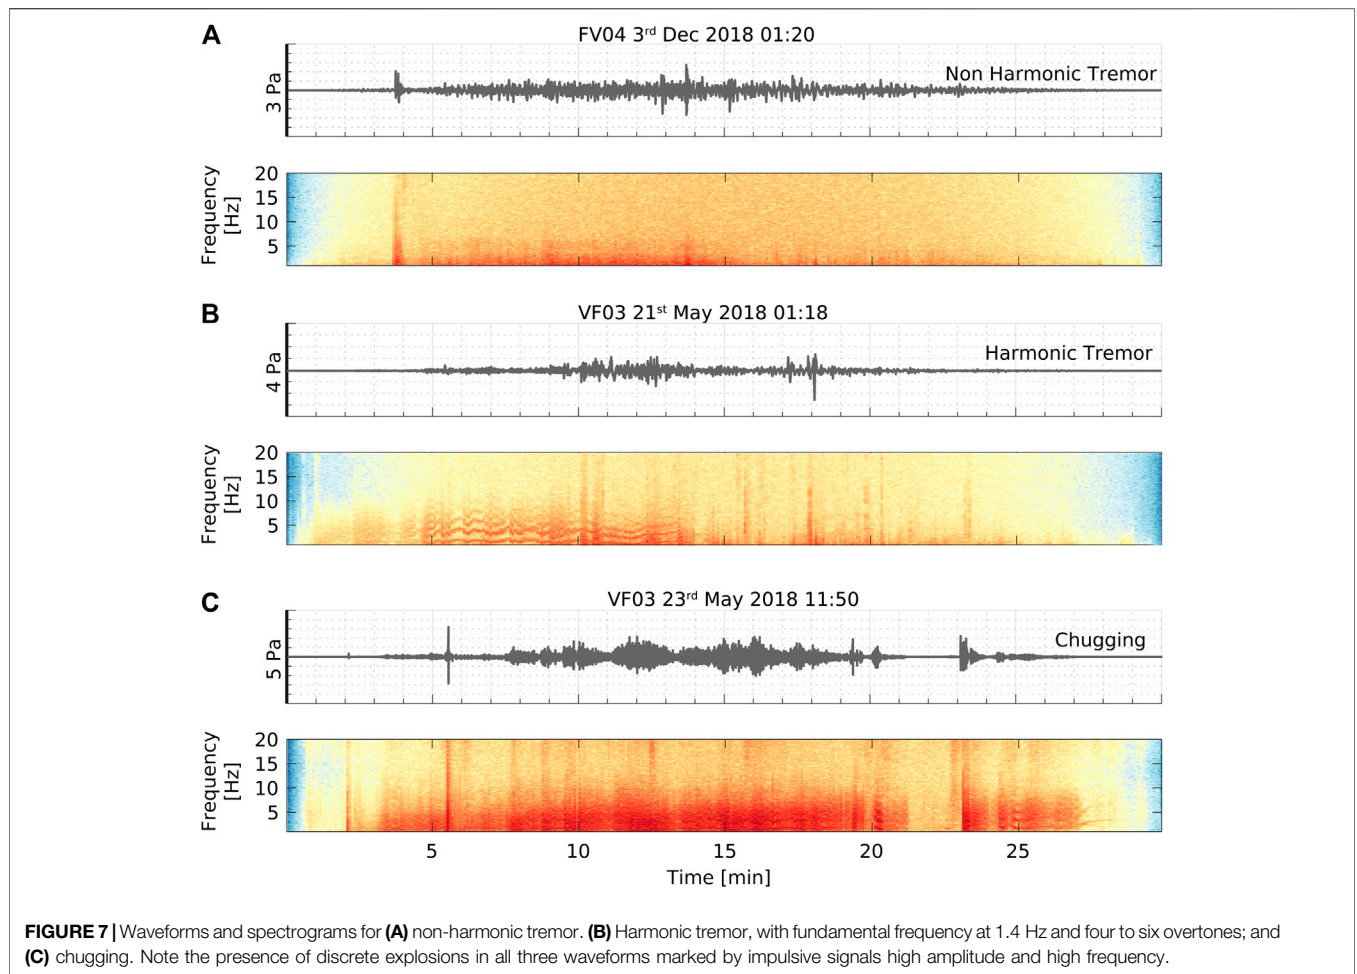 A
FV04 3rd Dec 2018 01:20
Non Harmonic Tremor
3 Pa
Frequency
[Hz]
20
15
10
5
B
VF03 21st May 2018 01:18
Harmonic Tremor
4 Pa
Frequency
[Hz]
20
15
10
5
C
VF03 23rd May 2018 11:50
Chugging
5 Pa
Frequency
[Hz]
20
15
10
5
5 10 15 20 25
Time [min]
FIGURE 7 | Waveforms and spectrograms for (A) non-harmonic tremor. (B) Harmonic tremor, with fundamental frequency at 1.4 Hz and four to six overtones; and
(C) chugging. Note the presence of discrete explosions in all three waveforms marked by impulsive signals high amplitude and high frequency.